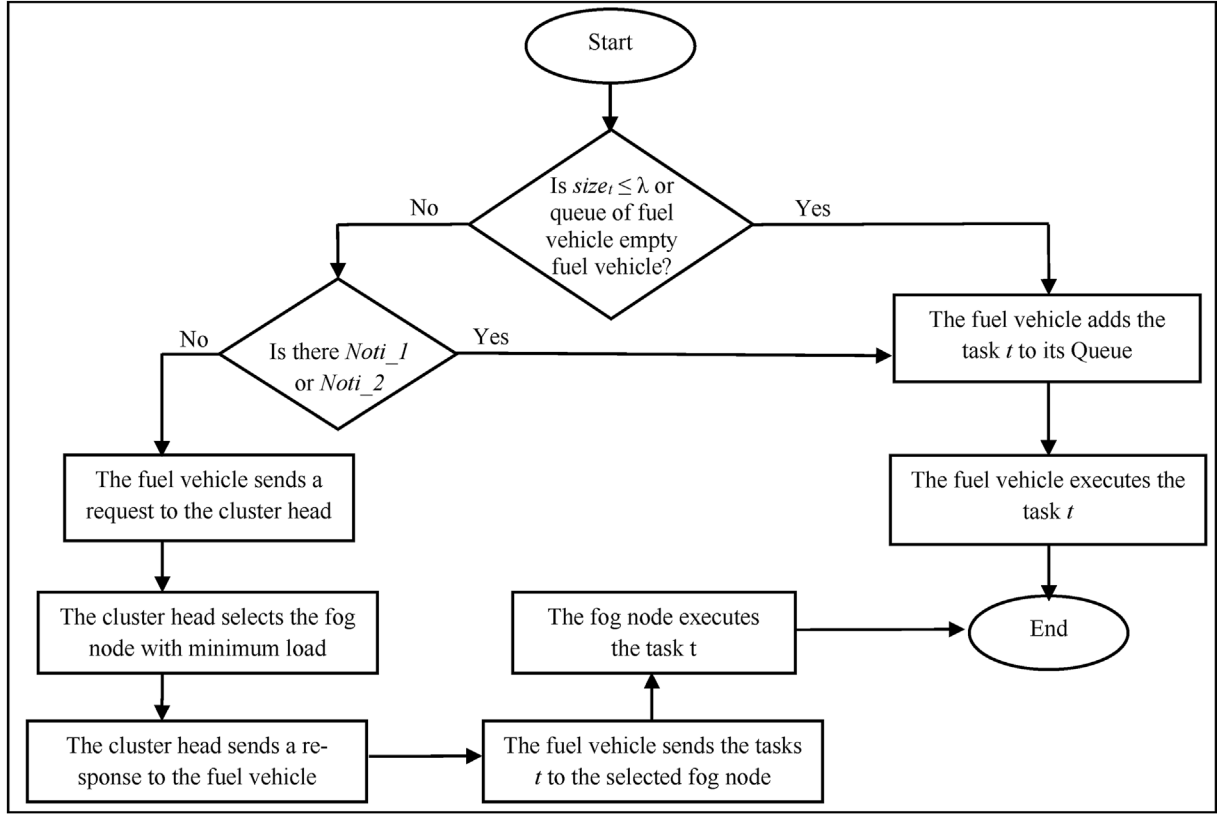 Start
Is sizeₜ ≤ λ or
queue of fuel
vehicle empty
fuel vehicle?
No
Yes
Is there Noti_1
or Noti_2
No
Yes
The fuel vehicle adds the
task t to its Queue
The fuel vehicle sends a
request to the cluster head
The fuel vehicle executes the
task t
The cluster head selects the fog
node with minimum load
The fog node executes
the task t
End
The cluster head sends a re-
sponse to the fuel vehicle
The fuel vehicle sends the tasks
t to the selected fog node